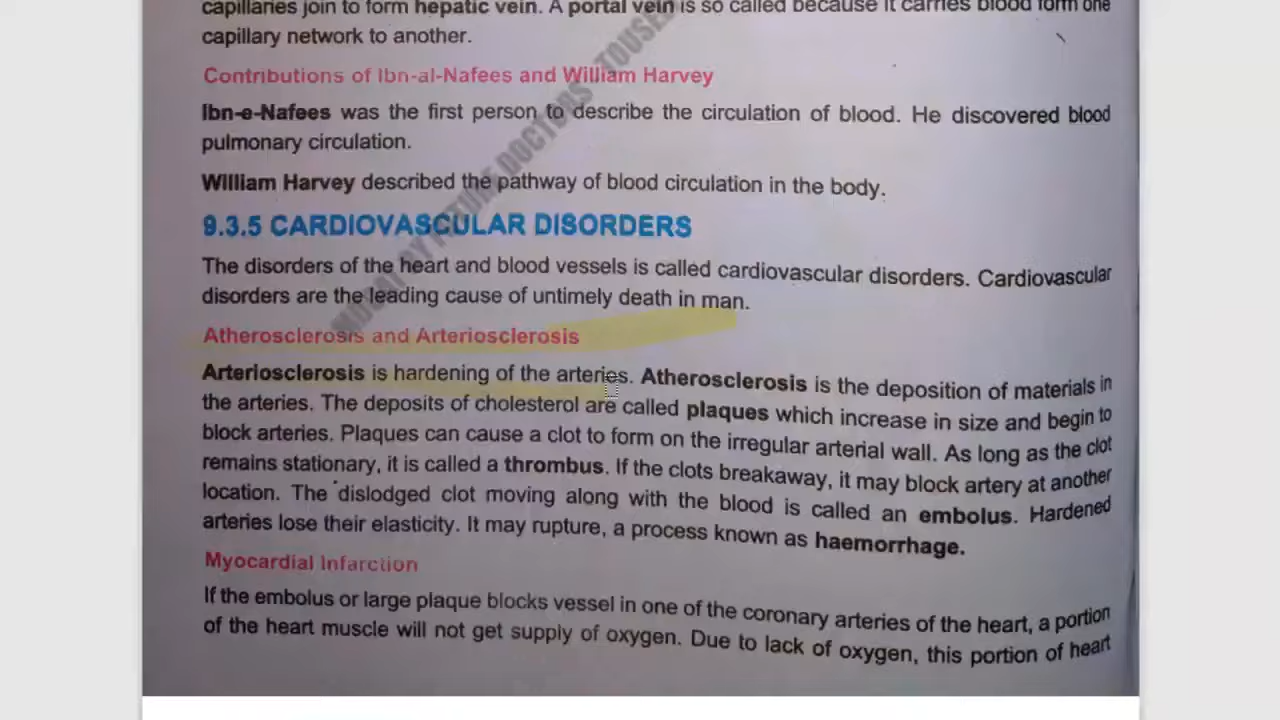 capillaries join to form hepatic vein. A portal vein is so called because it carries blood form one
capillary network to another.
Contributions of Ibn-al-Nafees and William Harvey
Ibn-e-Nafees was the first person to describe the circulation of blood. He discovered blood
pulmonary circulation.
William Harvey described the pathway of blood circulation in the body.
9.3.5 CARDIOVASCULAR DISORDERS
The disorders of the heart and blood vessels is called cardiovascular disorders. Cardiovascular
disorders are the leading cause of untimely death in man.
Atherosclerosis and Arteriosclerosis
Arteriosclerosis is hardening of the arteries. Atherosclerosis is the deposition of materials in
the arteries. The deposits of cholesterol are called plaques which increase in size and begin to
block arteries. Plaques can cause a clot to form on the irregular arterial wall. As long as the clot
remains stationary, it is called a thrombus. If the clots breakaway, it may block artery at another
location. The dislodged clot moving along with the blood is called an embolus. Hardened
arteries lose their elasticity. It may rupture, a process known as haemorrhage.
Myocardial Infarction
If the embolus or large plaque blocks vessel in one of the coronary arteries of the heart, a portion
of the heart muscle will not get supply of oxygen. Due to lack of oxygen, this portion of heart
FUTURE DOCTORS